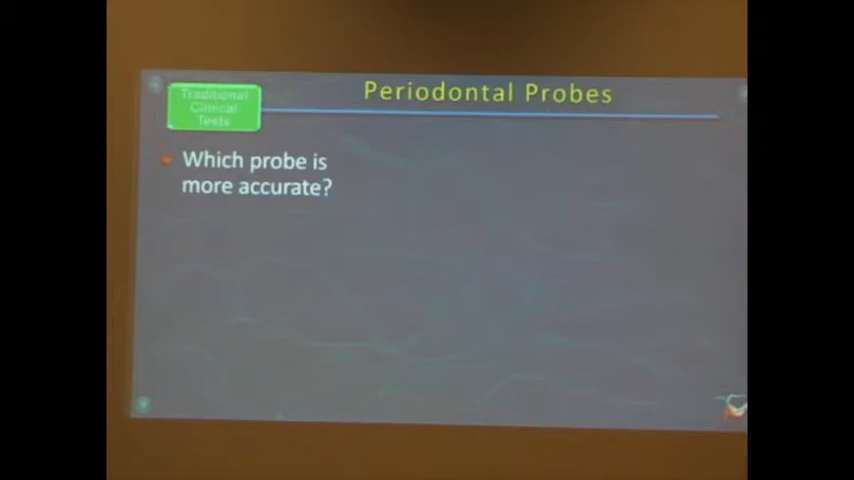 Periodontal Probes
Traditional
Clinical
Tests
Which probe is
more accurate?